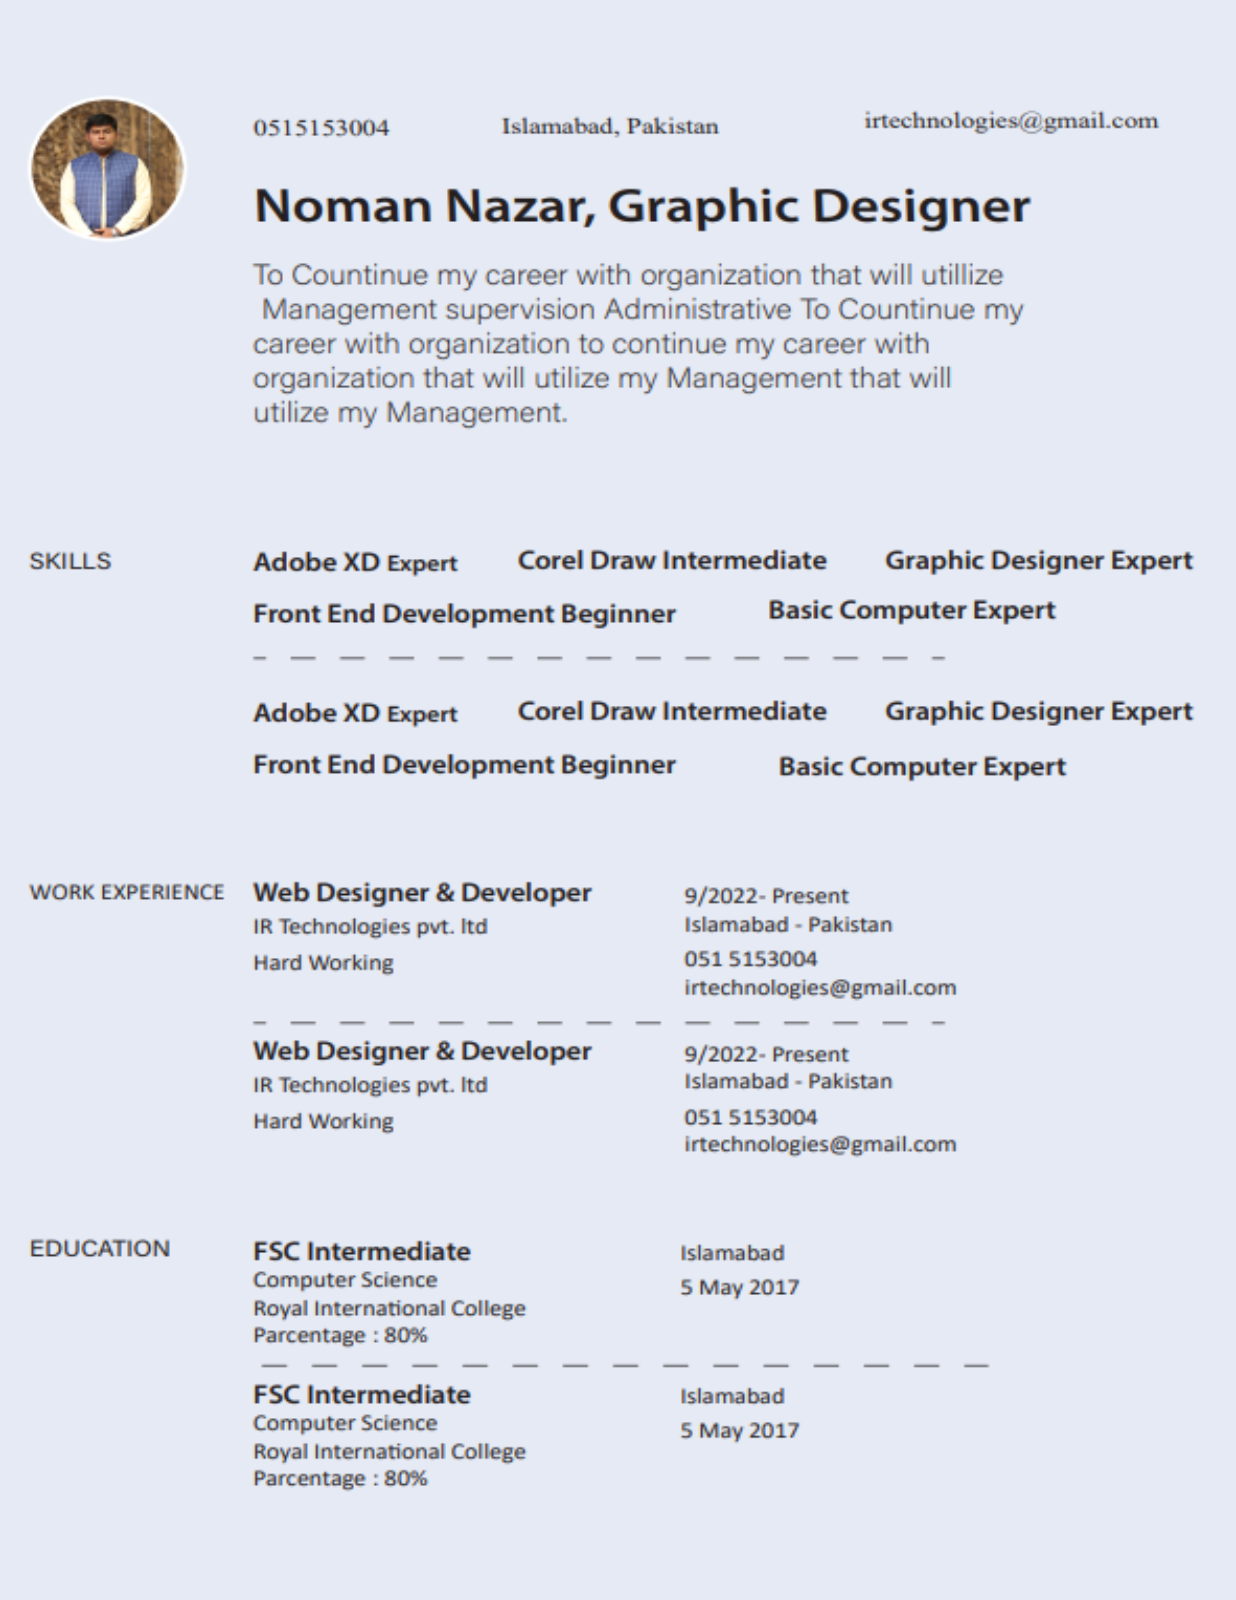 0515153004 Islamabad, Pakistan irtechnologies@gmail.com
Noman Nazar, Graphic Designer
To Countinue my career with organization that will utillize
Management supervision Administrative To Countinue my
career with organization to continue my career with
organization that will utilize my Management that will
utilize my Management.
SKILLS
Adobe XD Expert Corel Draw Intermediate Graphic Designer Expert
Front End Development Beginner Basic Computer Expert
Adobe XD Expert Corel Draw Intermediate Graphic Designer Expert
Front End Development Beginner Basic Computer Expert
WORK EXPERIENCE
Web Designer & Developer 9/2022- Present
IR Technologies pvt. ltd Islamabad - Pakistan
Hard Working 051 5153004
irtechnologies@gmail.com
Web Designer & Developer 9/2022- Present
IR Technologies pvt. ltd Islamabad - Pakistan
Hard Working 051 5153004
irtechnologies@gmail.com
EDUCATION
FSC Intermediate Islamabad
Computer Science 5 May 2017
Royal International College
Parcentage : 80%
FSC Intermediate Islamabad
Computer Science 5 May 2017
Royal International College
Parcentage : 80%